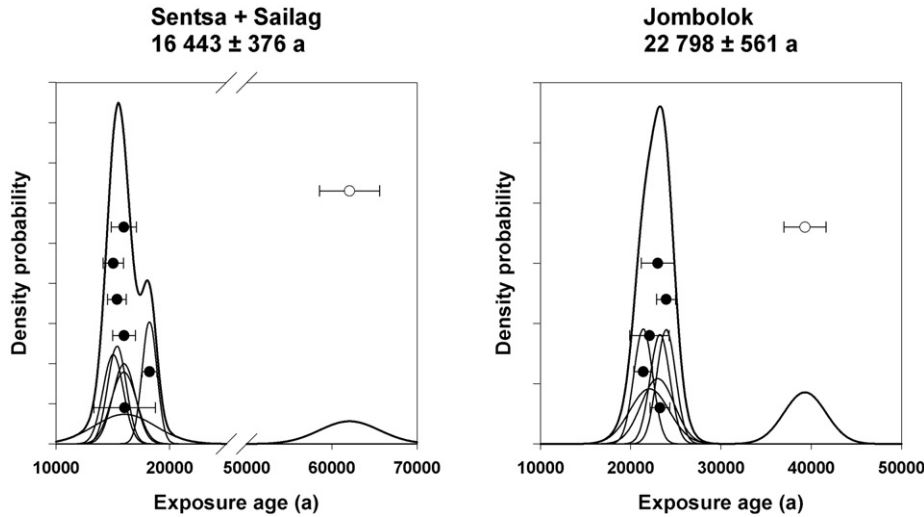 Sentsa + Sailag
16 443 ± 376 a
Density probability
10000 20000 50000 60000 70000
Exposure age (a)
Jombolok
22 798 ± 561 a
Density probability
10000 20000 30000 40000 50000
Exposure age (a)